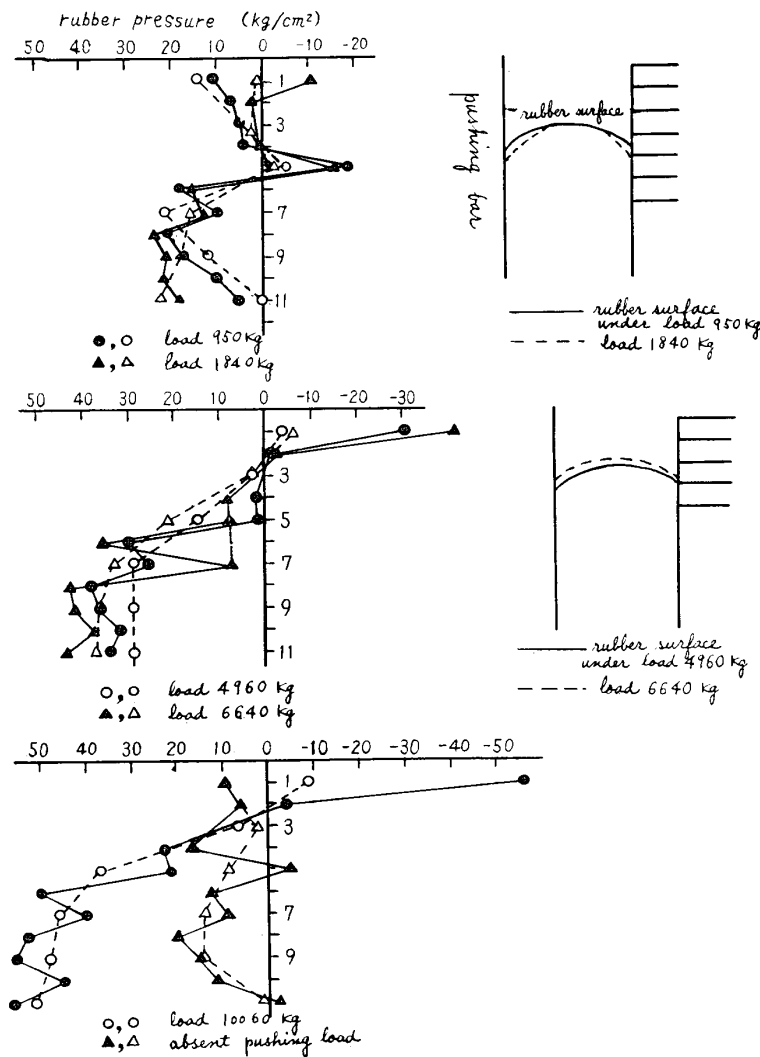 rubber pressure (kg/cm²)
50 40 30 20 10 0 -10 -20
1
3
5
7
9
11
●,○ load 950 Kg
▲,△ load 1840 Kg
pushing bar
rubber surface
rubber surface
under load 950 Kg
load 1840 Kg
50 40 30 20 10 0 -10 -20 -30
1
3
5
7
9
11
○,○ load 4960 Kg
▲,△ load 6640 Kg
rubber surface
under load 4960 Kg
load 6640 Kg
50 40 30 20 10 0 -10 -20 -30 -40 -50
1
3
5
7
9
○,○ load 10060 Kg
▲,△ absent pushing load